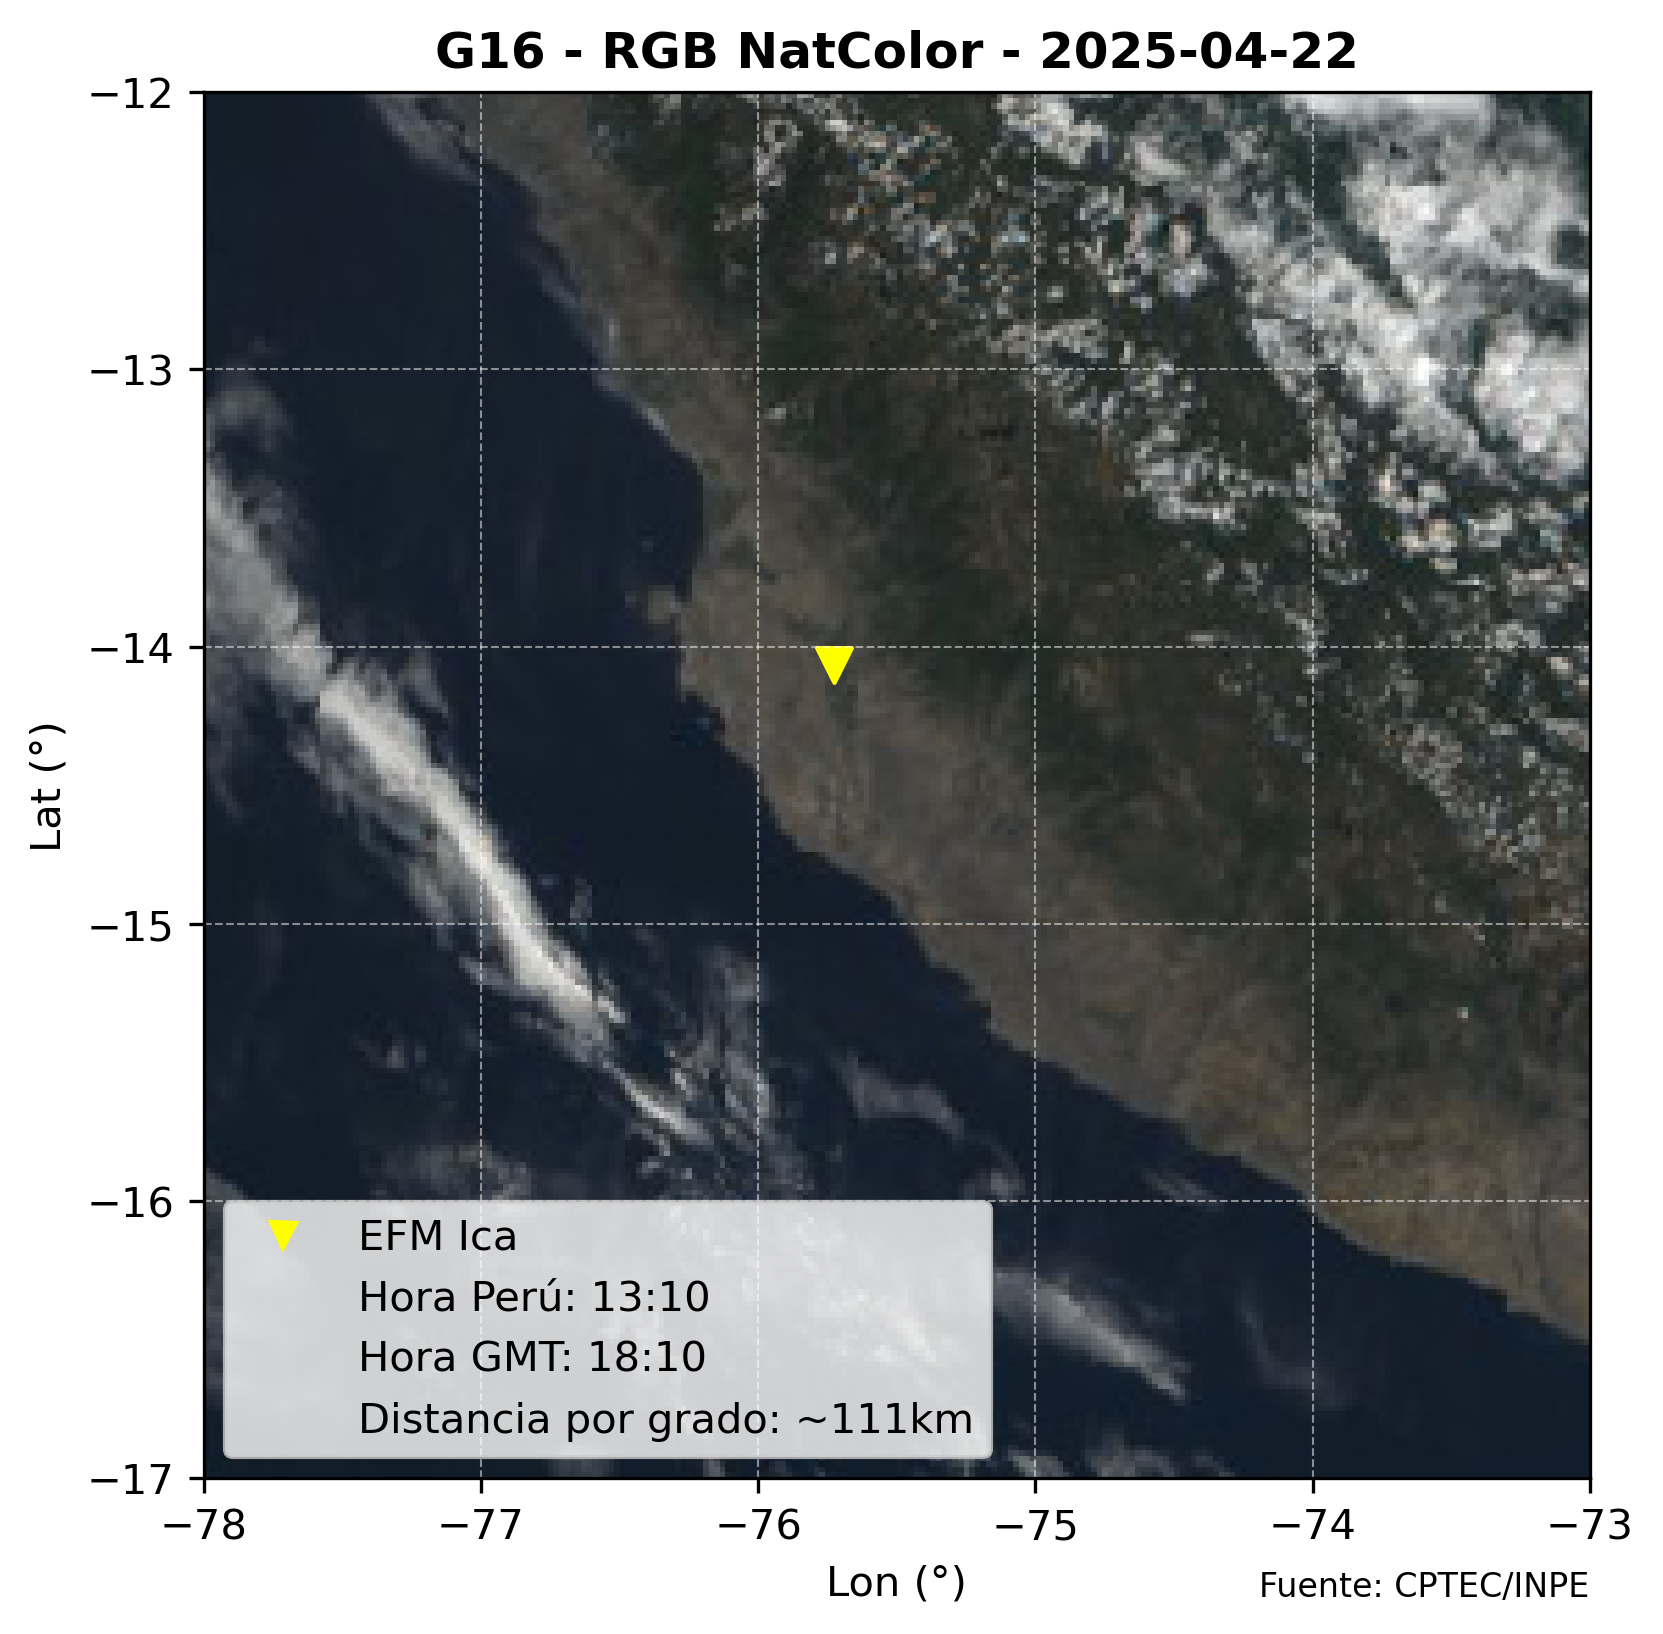 G16 - RGB NatColor - 2025-04-22
−12
−13
−14
−15
−16
−17
Lat (°)
EFM Ica
Hora Perú: 13:10
Hora GMT: 18:10
Distancia por grado: ~111km
−78 −77 −76 −75 −74 −73
Lon (°)
Fuente: CPTEC/INPE